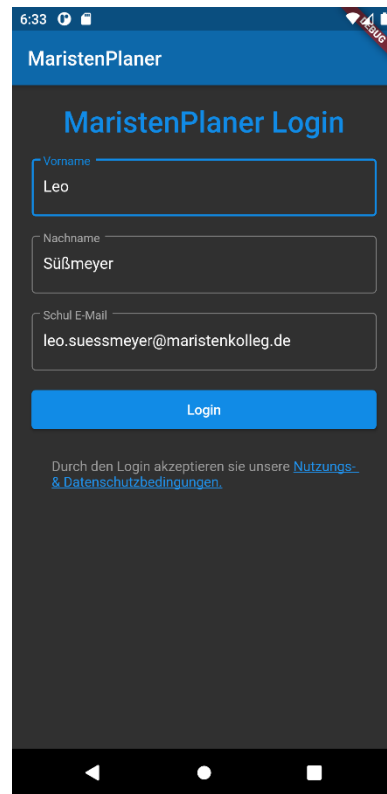 6:33
DEBUG
MaristenPlaner
MaristenPlaner Login
Vorname
Leo
Nachname
Süßmeyer
Schul E-Mail
leo.suessmeyer@maristenkolleg.de
Login
Durch den Login akzeptieren sie unsere Nutzungs-
& Datenschutzbedingungen.